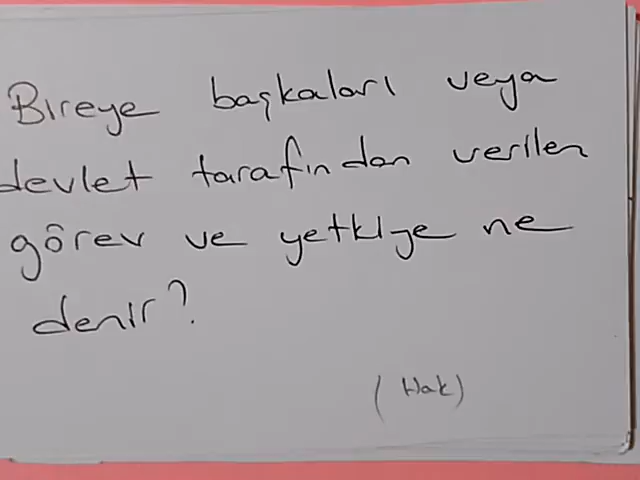 Bireye başkaları veya
devlet tarafından verilen
görev ve yetkiye ne
denir?
(Hak)